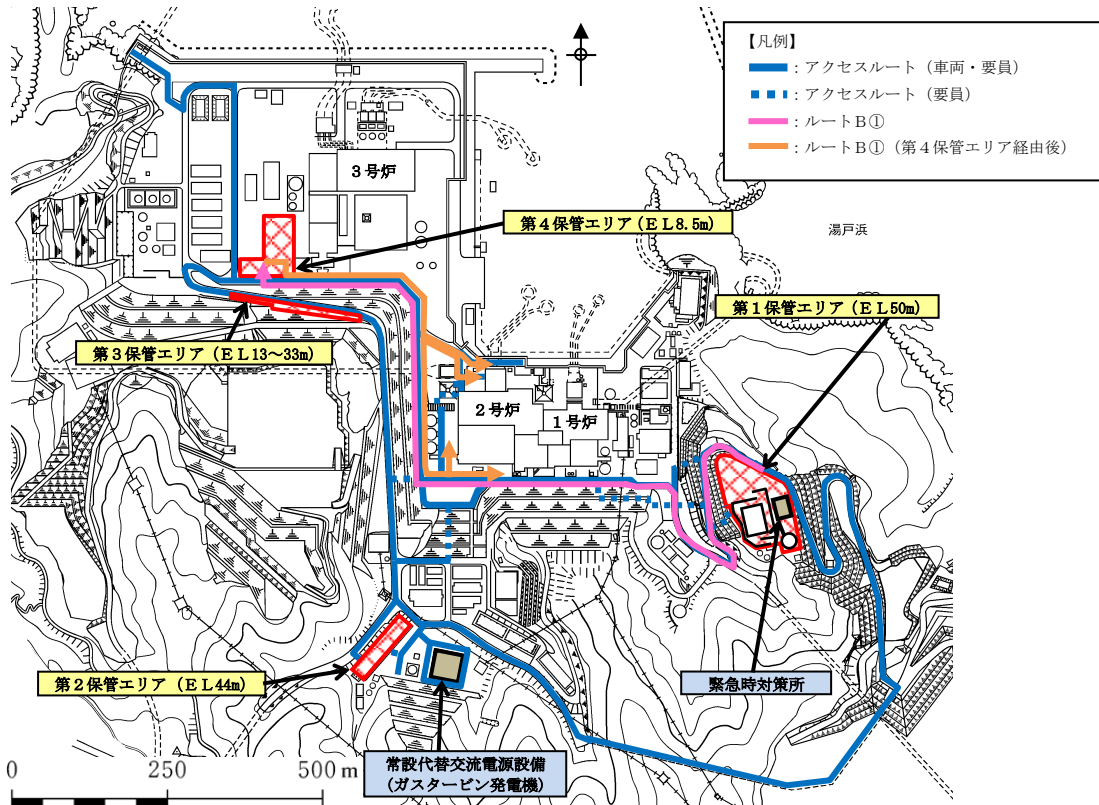 【凡例】
：アクセスルート（車両・要員）
：アクセスルート（要員）
：ルートＢ①
：ルートＢ①（第４保管エリア経由後）
３号炉
第４保管エリア（ＥＬ8.5m）
湯戸浜
第１保管エリア（ＥＬ50m）
第３保管エリア（ＥＬ13～33m）
２号炉
１号炉
第２保管エリア（ＥＬ44m）
緊急時対策所
常設代替交流電源設備
（ガスタービン発電機）
0 250 500 m